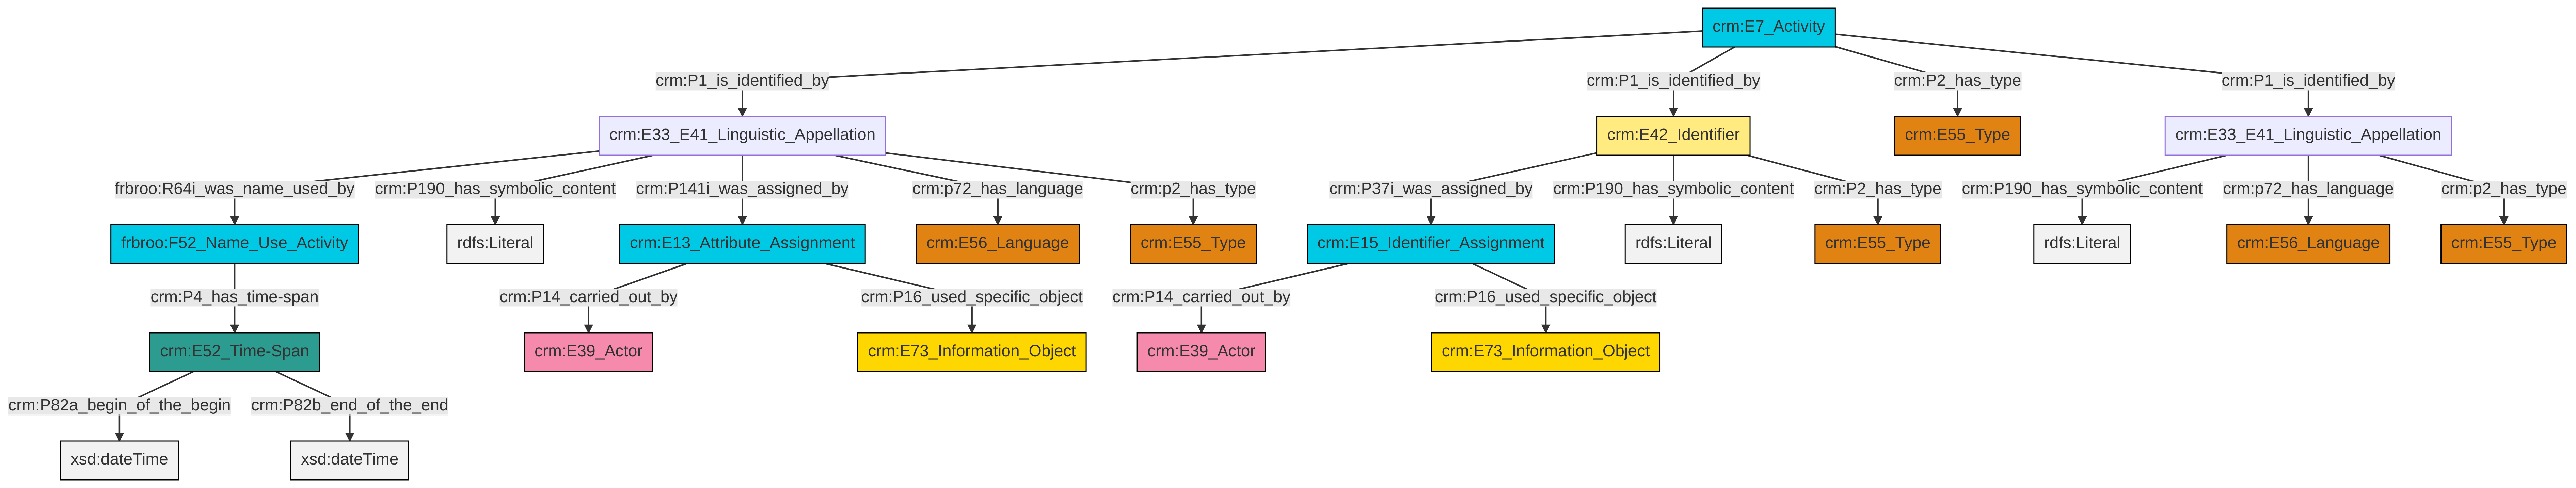 crm:E7_Activity
crm:P1_is_identified_by
crm:P1_is_identified_by
crm:P2_has_type
crm:P1_is_identified_by
crm:E33_E41_Linguistic_Appellation
crm:E42_Identifier
crm:E55_Type
crm:E33_E41_Linguistic_Appellation
frbroo:R64i_was_name_used_by
crm:P190_has_symbolic_content
crm:P141i_was_assigned_by
crm:p72_has_language
crm:p2_has_type
crm:P37i_was_assigned_by
crm:P190_has_symbolic_content
crm:P2_has_type
crm:P190_has_symbolic_content
crm:p72_has_language
crm:p2_has_type
frbroo:F52_Name_Use_Activity
rdfs:Literal
crm:E13_Attribute_Assignment
crm:E56_Language
crm:E55_Type
crm:E15_Identifier_Assignment
rdfs:Literal
crm:E55_Type
rdfs:Literal
crm:E56_Language
crm:E55_Type
crm:P4_has_time-span
crm:P14_carried_out_by
crm:P16_used_specific_object
crm:P14_carried_out_by
crm:P16_used_specific_object
crm:E52_Time-Span
crm:E39_Actor
crm:E73_Information_Object
crm:E39_Actor
crm:E73_Information_Object
crm:P82a_begin_of_the_begin
crm:P82b_end_of_the_end
xsd:dateTime
xsd:dateTime